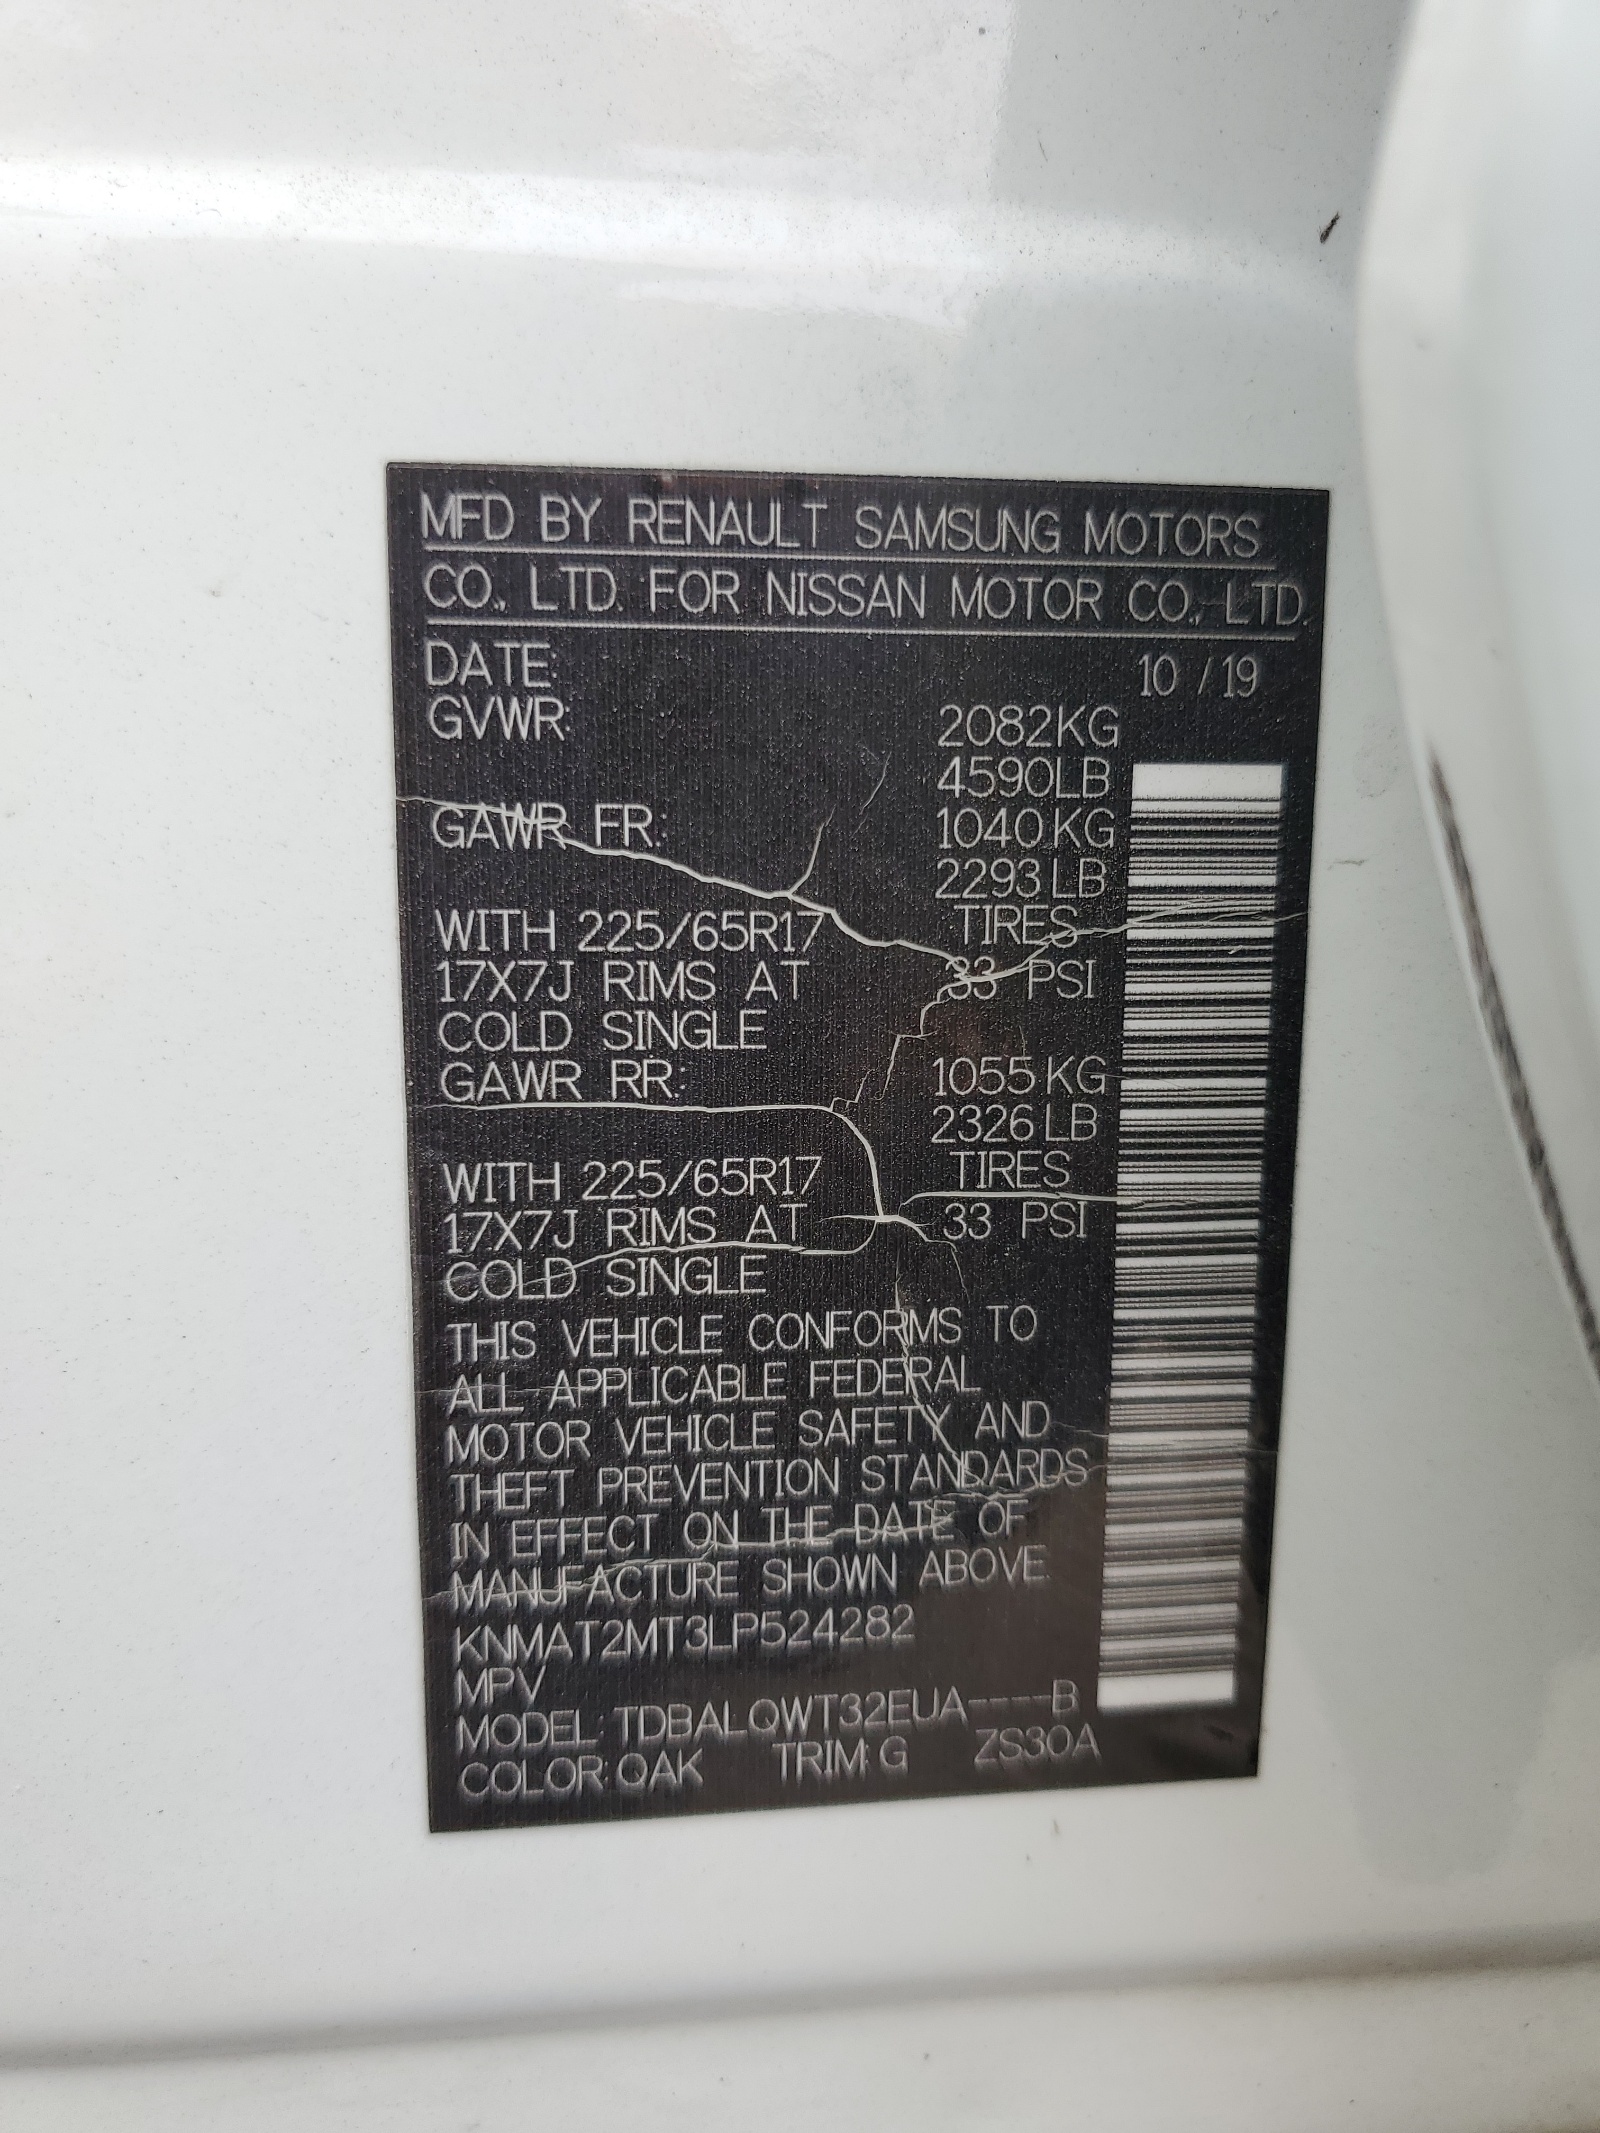 MFD BY RENAULT SAMSUNG MOTORS
CO., LTD. FOR NISSAN MOTOR CO., LTD.
DATE: 10 / 19
GVWR: 2082KG
4590LB
GAWR FR: 1040KG
2293LB
WITH 225/65R17 TIRES
17X7J RIMS AT 33 PSI
COLD SINGLE
GAWR RR: 1055KG
2326LB
WITH 225/65R17 TIRES
17X7J RIMS AT 33 PSI
COLD SINGLE
THIS VEHICLE CONFORMS TO
ALL APPLICABLE FEDERAL
MOTOR VEHICLE SAFETY AND
THEFT PREVENTION STANDARDS
IN EFFECT ON THE DATE OF
MANUFACTURE SHOWN ABOVE.
KNMAT2MT3LP524282
MPV
MODEL: TDBALQWT32EUA----B
COLOR: QAK TRIM: G ZS30A